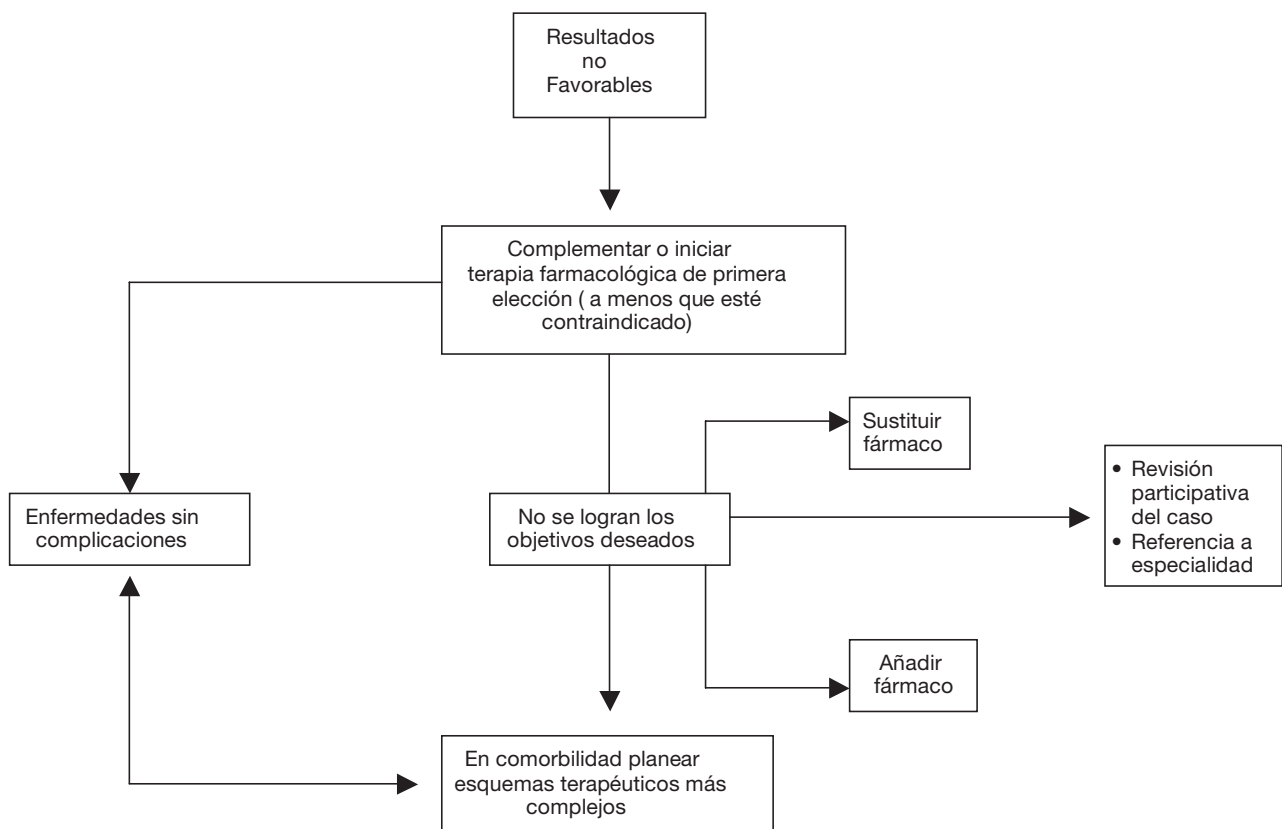 Resultados
no
Favorables
Complementar o iniciar
terapia farmacológica de primera
elección ( a menos que esté
contraindicado)
Sustituir
fármaco
• Revisión
participativa
del caso
• Referencia a
especialidad
Enfermedades sin
complicaciones
No se logran los
objetivos deseados
Añadir
fármaco
En comorbilidad planear
esquemas terapéuticos más
complejos